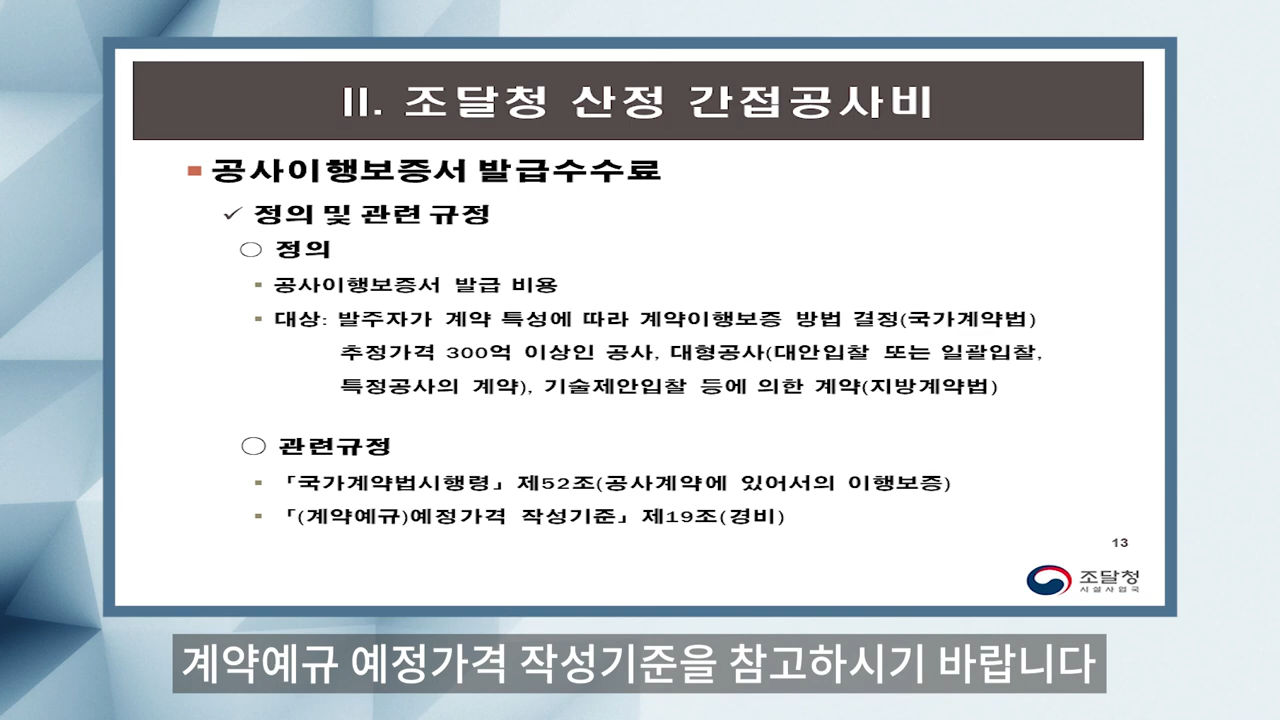 II. 조달청 산정 간접공사비
▪ 공사이행보증서 발급수수료
✓ 정의 및 관련 규정
○ 정의
▪ 공사이행보증서 발급 비용
▪ 대상: 발주자가 계약 특성에 따라 계약이행보증 방법 결정(국가계약법)
추정가격 300억 이상인 공사, 대형공사(대안입찰 또는 일괄입찰,
특정공사의 계약), 기술제안입찰 등에 의한 계약(지방계약법)
○ 관련규정
▪ 「국가계약법시행령」 제52조(공사계약에 있어서의 이행보증)
▪ 「(계약예규)예정가격 작성기준」 제19조(경비)
13
조달청
시설사업국
계약예규 예정가격 작성기준을 참고하시기 바랍니다